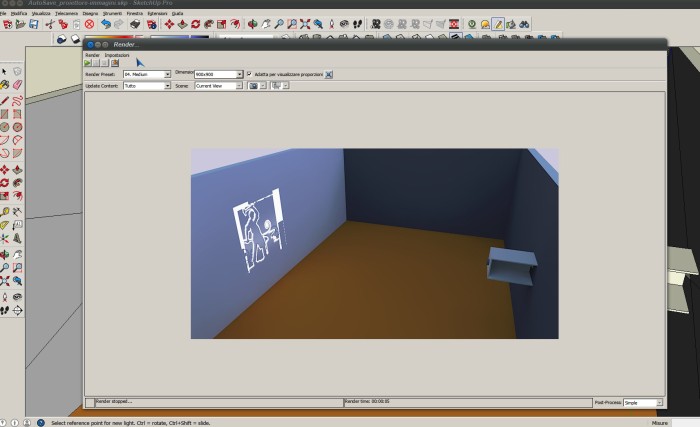 AutoSave_proiettore-immagini.skp - SketchUp Pro
File Modifica Visualizza Telecamera Disegna Strumenti Finestra Extensions Guida
Render...
Render Impostazioni
Render Preset: 04. Medium Dimensioni 900x900 Adatta per visualizzare proporzioni
Update Content: Tutto Scene: Current View
Render stopped... Render time: 00:00:05 Post-Process: Simple
Select reference point for new light. Ctrl = rotate, Ctrl+Shift = slide. Misure